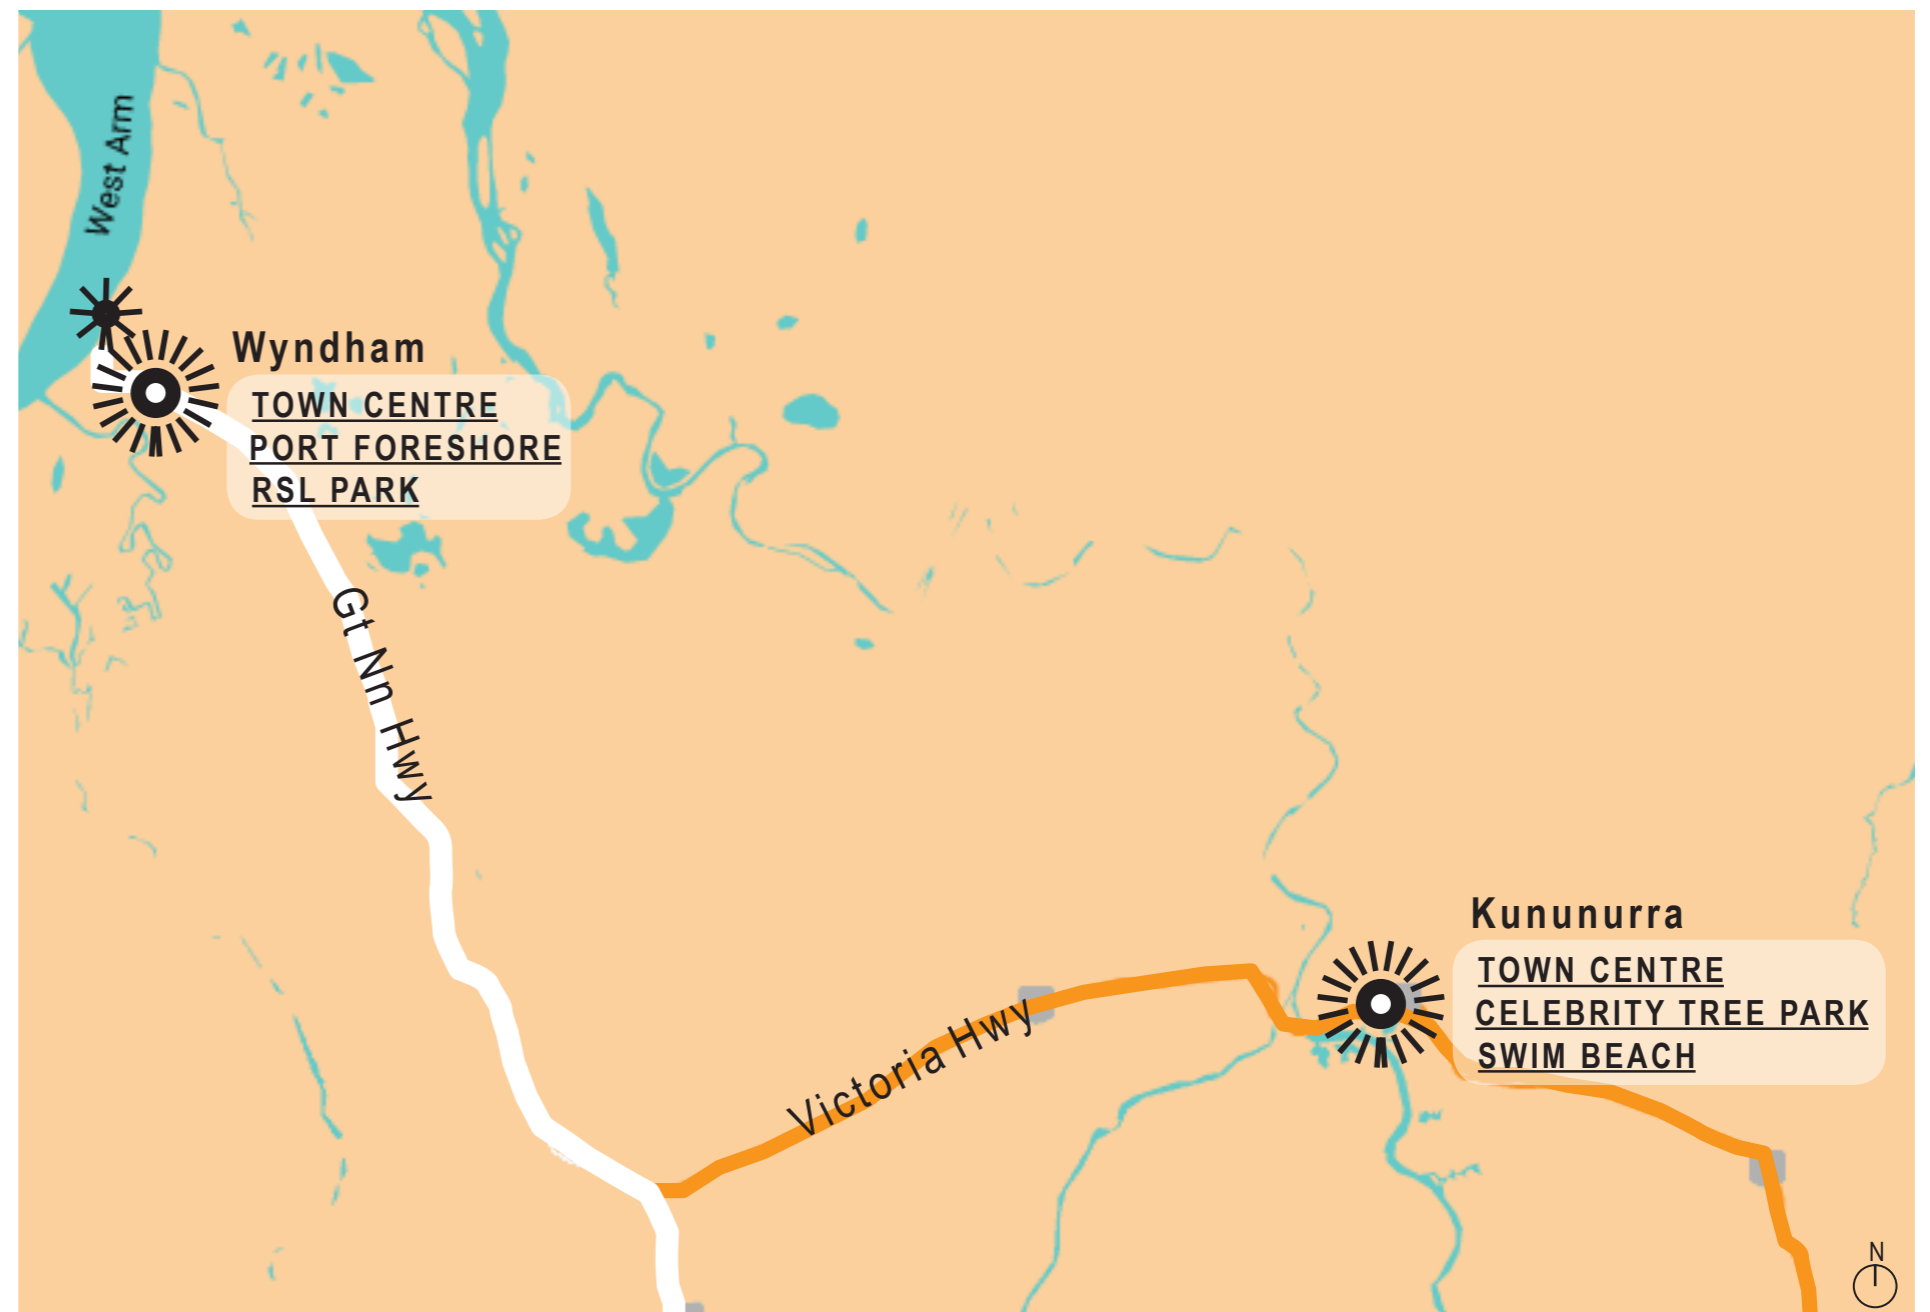 West Arm
Wyndham
TOWN CENTRE
PORT FORESHORE
RSL PARK
Gt Nn Hwy
Victoria Hwy
Kununurra
TOWN CENTRE
CELEBRITY TREE PARK
SWIM BEACH
N